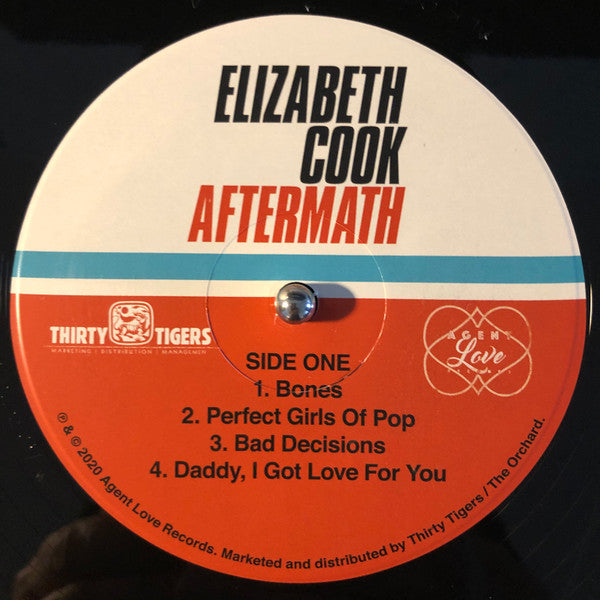 ELIZABETH
COOK
AFTERMATH
THIRTY TIGERS
MARKETING | DISTRIBUTION | MANAGEMEN
AGENT
Love
SIDE ONE
1. Bones
2. Perfect Girls Of Pop
3. Bad Decisions
4. Daddy, I Got Love For You
℗ & © 2020 Agent Love Records. Marketed and distributed by Thirty Tigers / The Orchard.